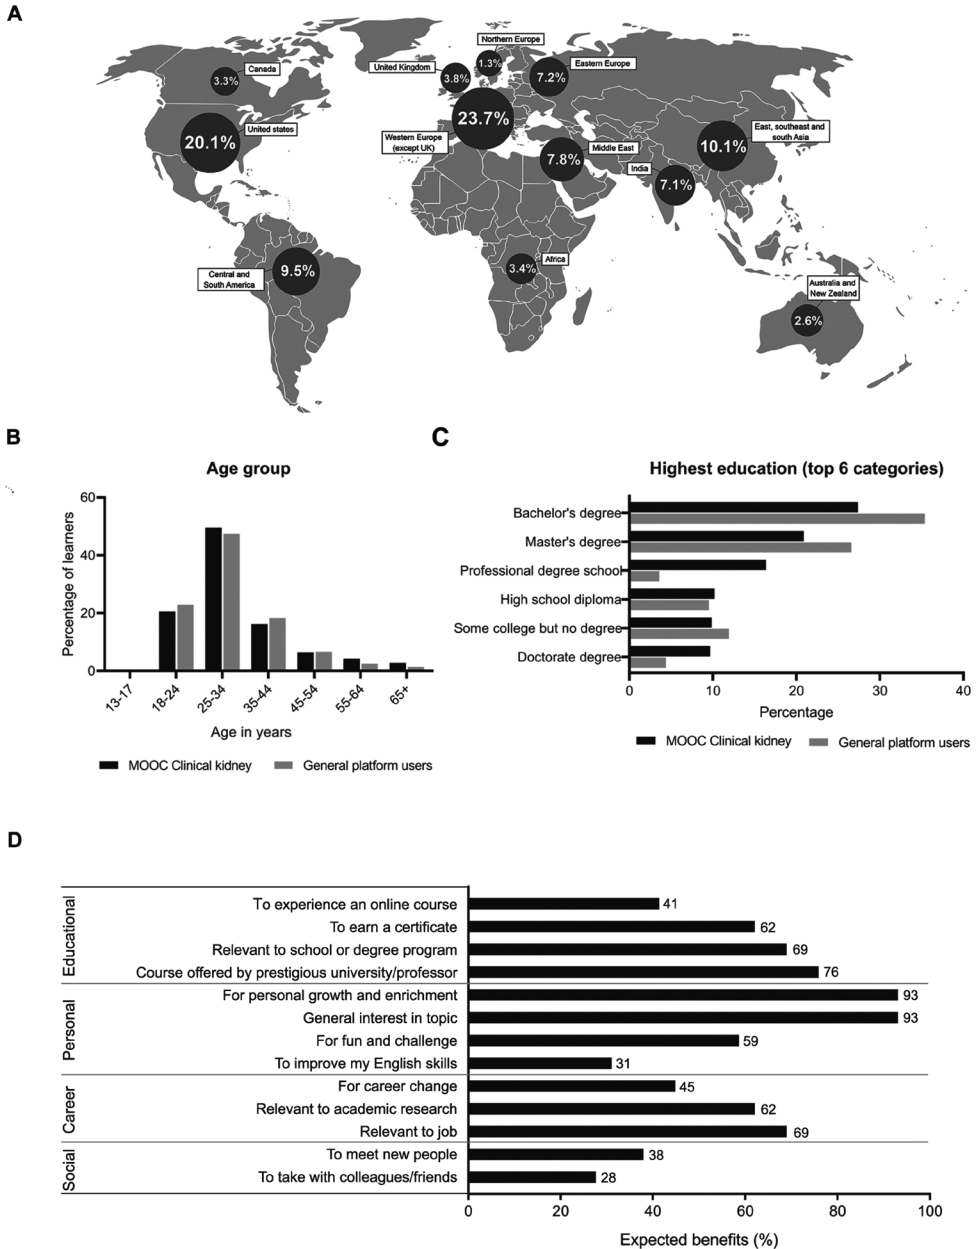 A
Northern Europe
1.3%
Canada
3.3%
United Kingdom
3.8%
Eastern Europe
7.2%
United states
20.1%
23.7%
Western Europe
(except UK)
Middle East
7.8%
India
7.1%
East, southeast and
south Asia
10.1%
Central and
South America
9.5%
Africa
3.4%
Australia and
New Zealand
2.6%
B
Age group
Percentage of learners
60
40
20
0
13-17
18-24
25-34
35-44
45-54
55-64
65+
Age in years
MOOC Clinical kidney
General platform users
C
Highest education (top 6 categories)
Bachelor's degree
Master's degree
Professional degree school
High school diploma
Some college but no degree
Doctorate degree
0 10 20 30 40
Percentage
MOOC Clinical kidney
General platform users
D
Educational
To experience an online course 41
To earn a certificate 62
Relevant to school or degree program 69
Course offered by prestigious university/professor 76
Personal
For personal growth and enrichment 93
General interest in topic 93
For fun and challenge 59
To improve my English skills 31
Career
For career change 45
Relevant to academic research 62
Relevant to job 69
Social
To meet new people 38
To take with colleagues/friends 28
0 20 40 60 80 100
Expected benefits (%)